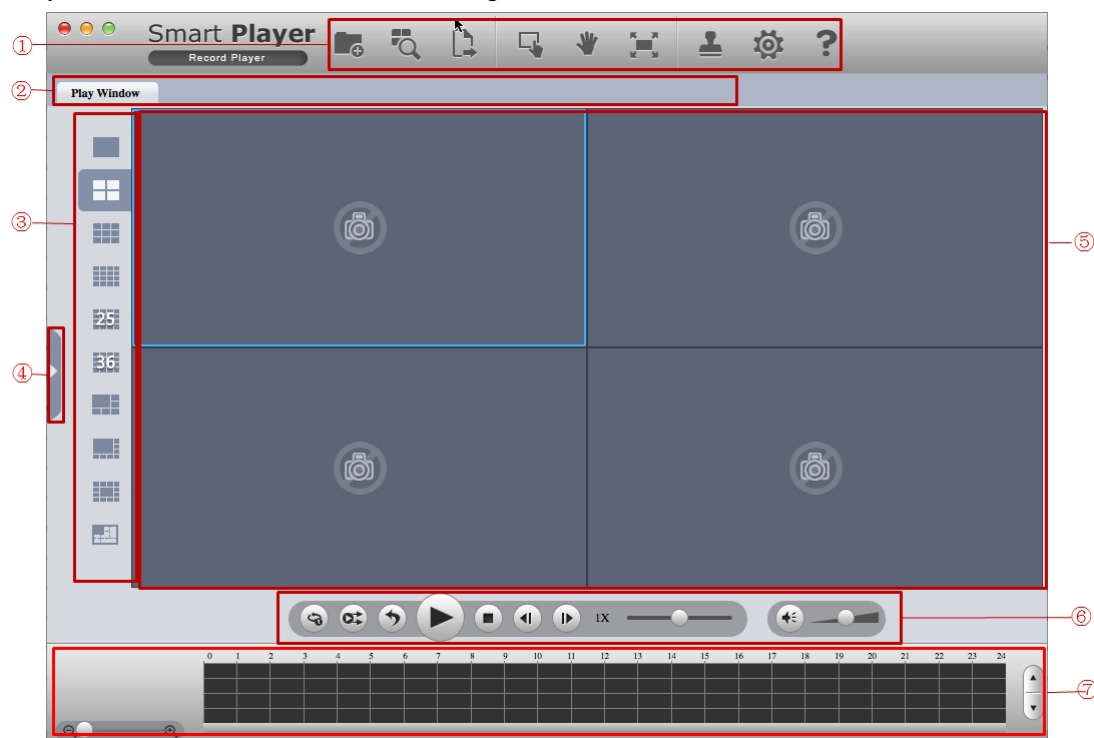 ① Smart Player
Record Player
?
② Play Window
③
25
36
④
⑤
1X
⑥
0 1 2 3 4 5 6 7 8 9 10 11 12 13 14 15 16 17 18 19 20 21 22 23 24
⑦